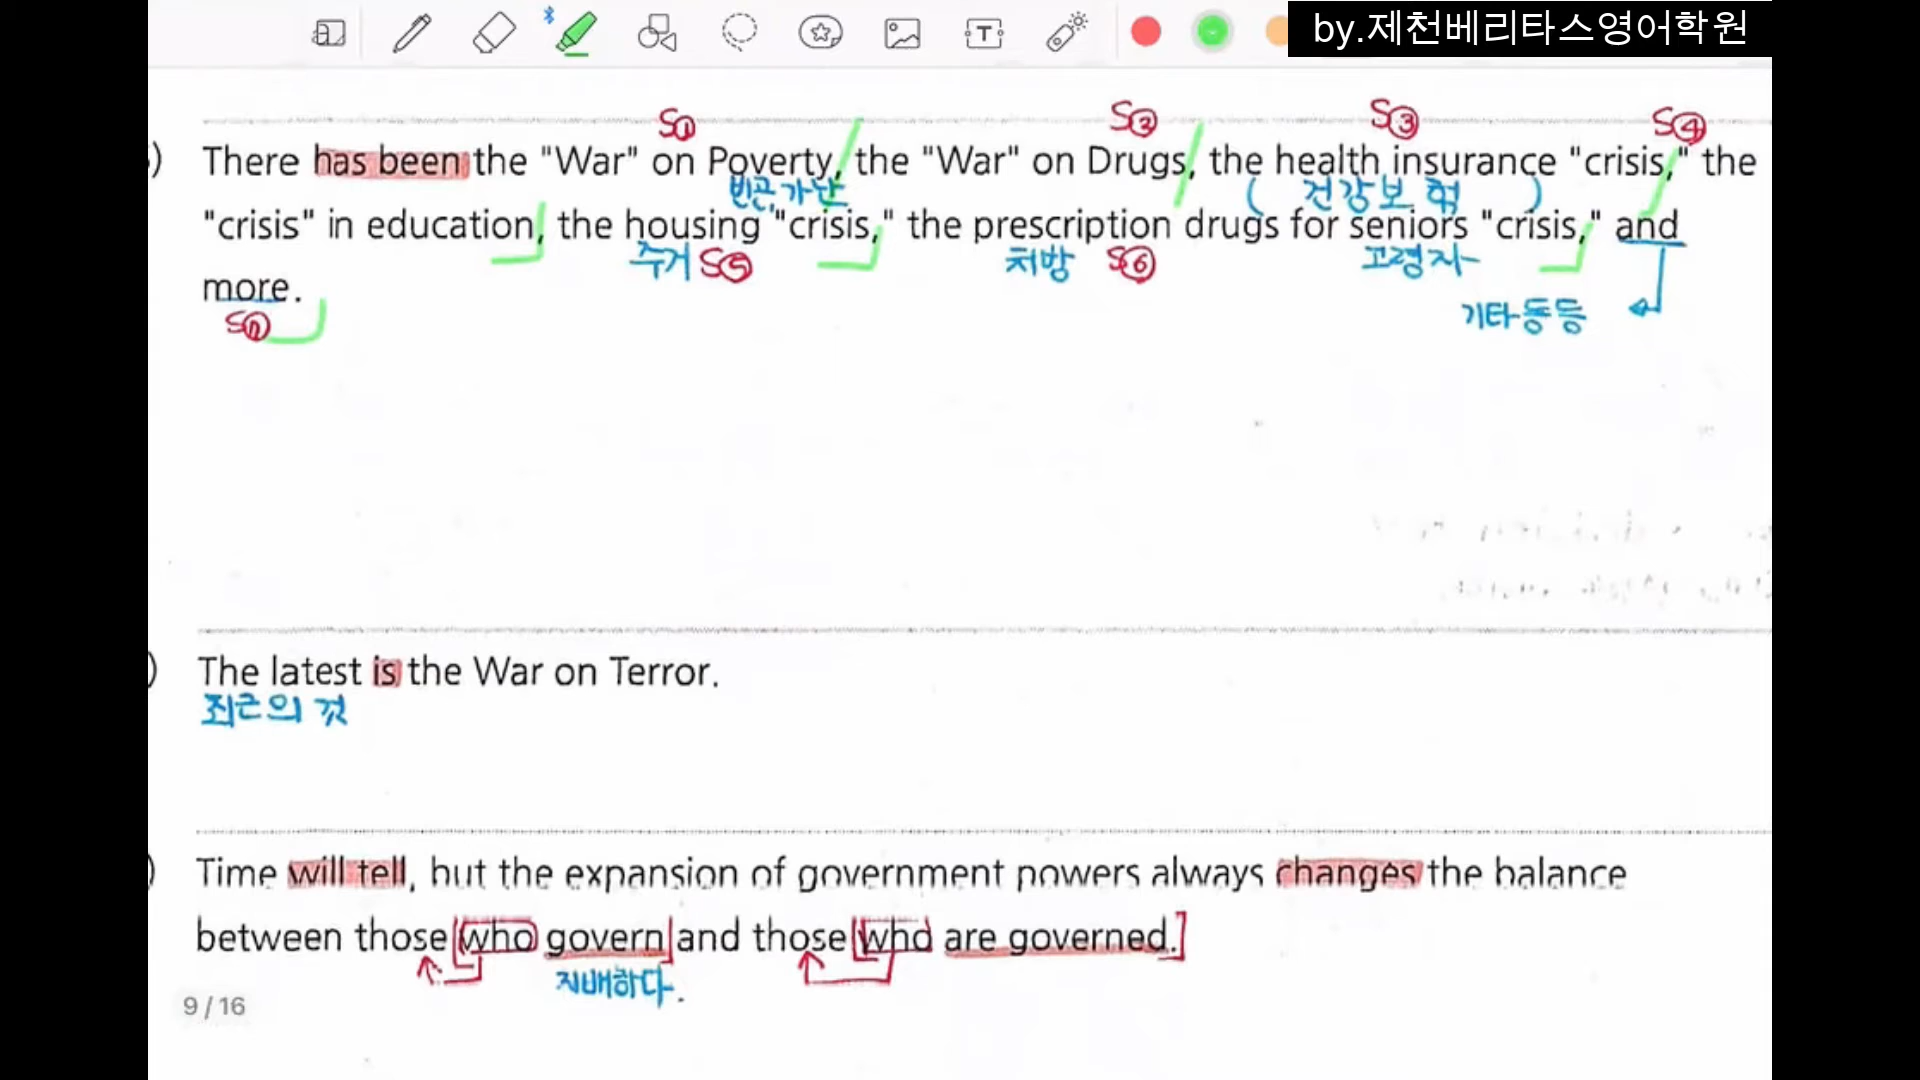 by.제천베리타스영어학원
S① S② S③ S④
) There has been the "War" on Poverty, the "War" on Drugs, the health insurance "crisis," the
빈곤,가난 ( 건강보험 )
"crisis" in education, the housing "crisis," the prescription drugs for seniors "crisis," and
주거 S⑤ 처방 S⑥ 고령자
more.
기타등등
) The latest is the War on Terror.
최근의 것
) Time will tell, but the expansion of government powers always changes the balance
between those [who govern] and those [who are governed.]
지배하다.
9 / 16